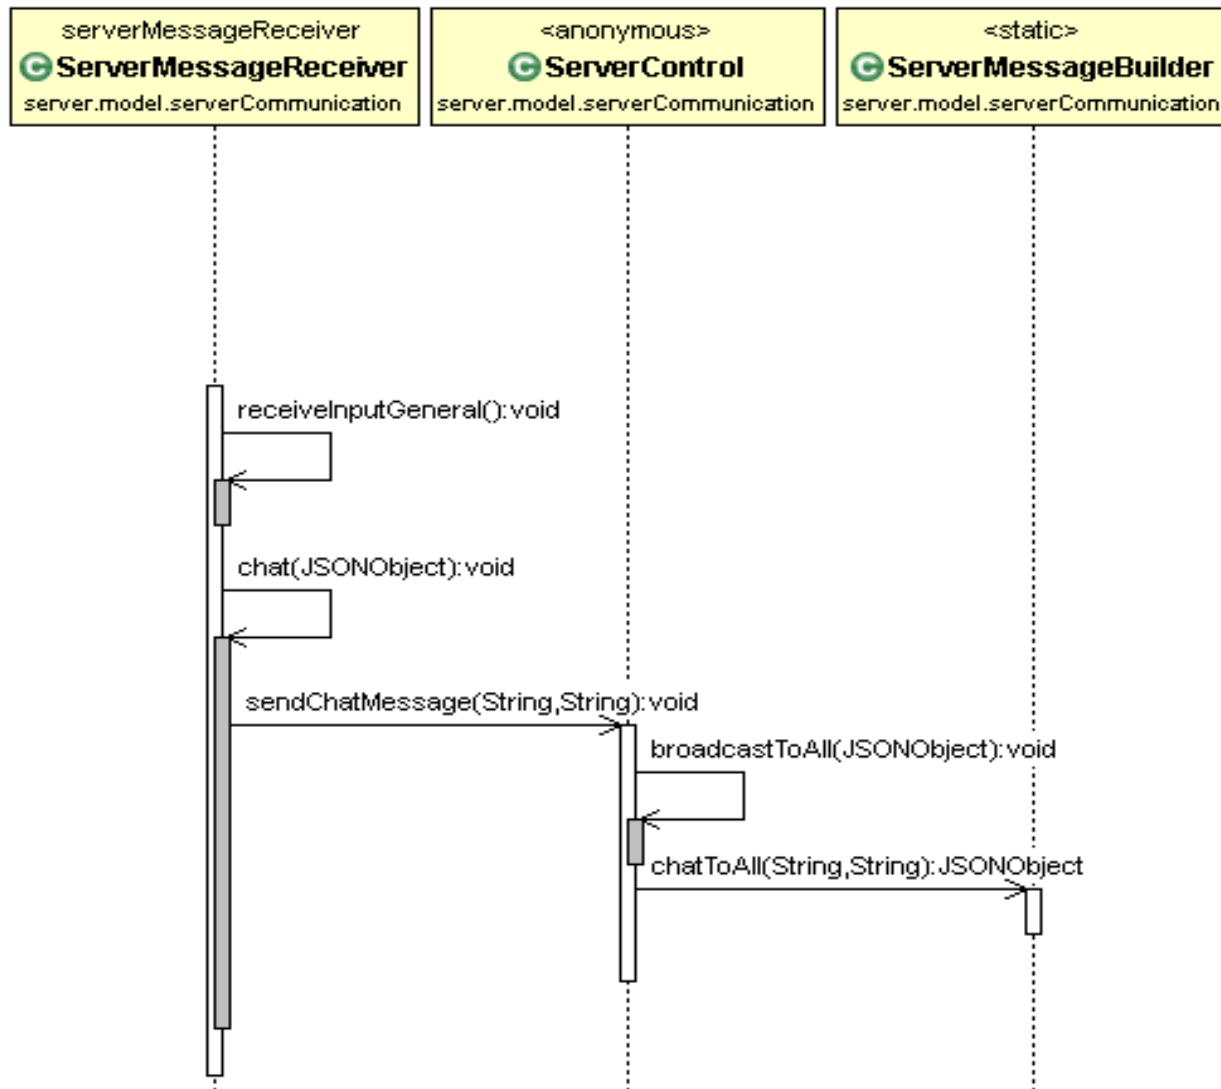 serverMessageReceiver
ServerMessageReceiver
server.model.serverCommunication
<anonymous>
ServerControl
server.model.serverCommunication
<static>
ServerMessageBuilder
server.model.serverCommunication
receiveInputGeneral():void
chat(JSONObject):void
sendChatMessage(String,String):void
broadcastToAll(JSONObject):void
chatToAll(String,String):JSONObject